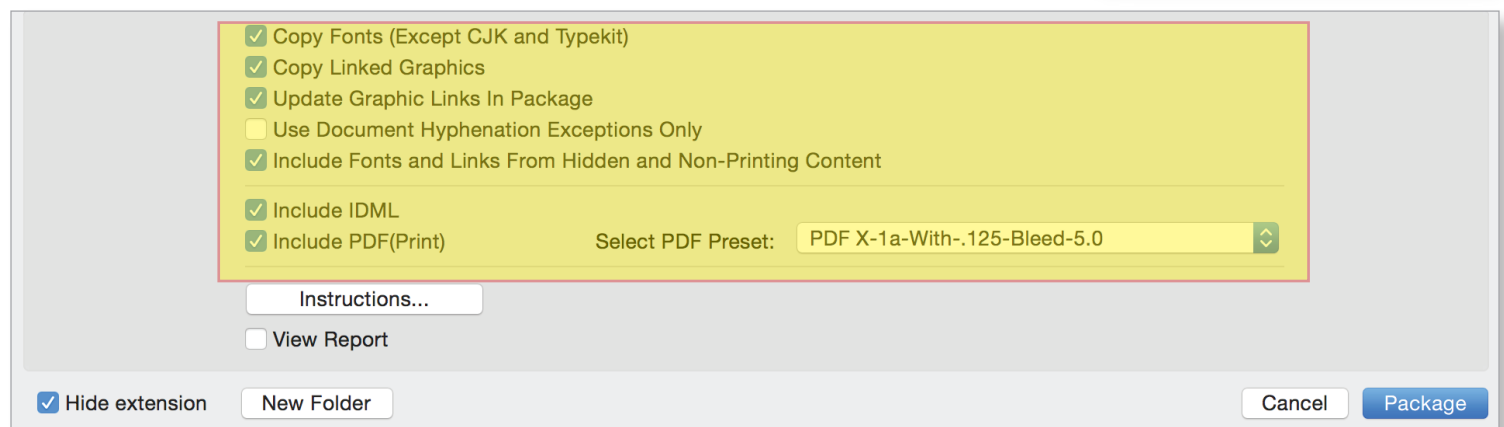 Copy Fonts (Except CJK and Typekit)
Copy Linked Graphics
Update Graphic Links In Package
Use Document Hyphenation Exceptions Only
Include Fonts and Links From Hidden and Non-Printing Content
Include IDML
Include PDF(Print) Select PDF Preset: PDF X-1a-With-.125-Bleed-5.0
Instructions...
View Report
Hide extension New Folder Cancel Package